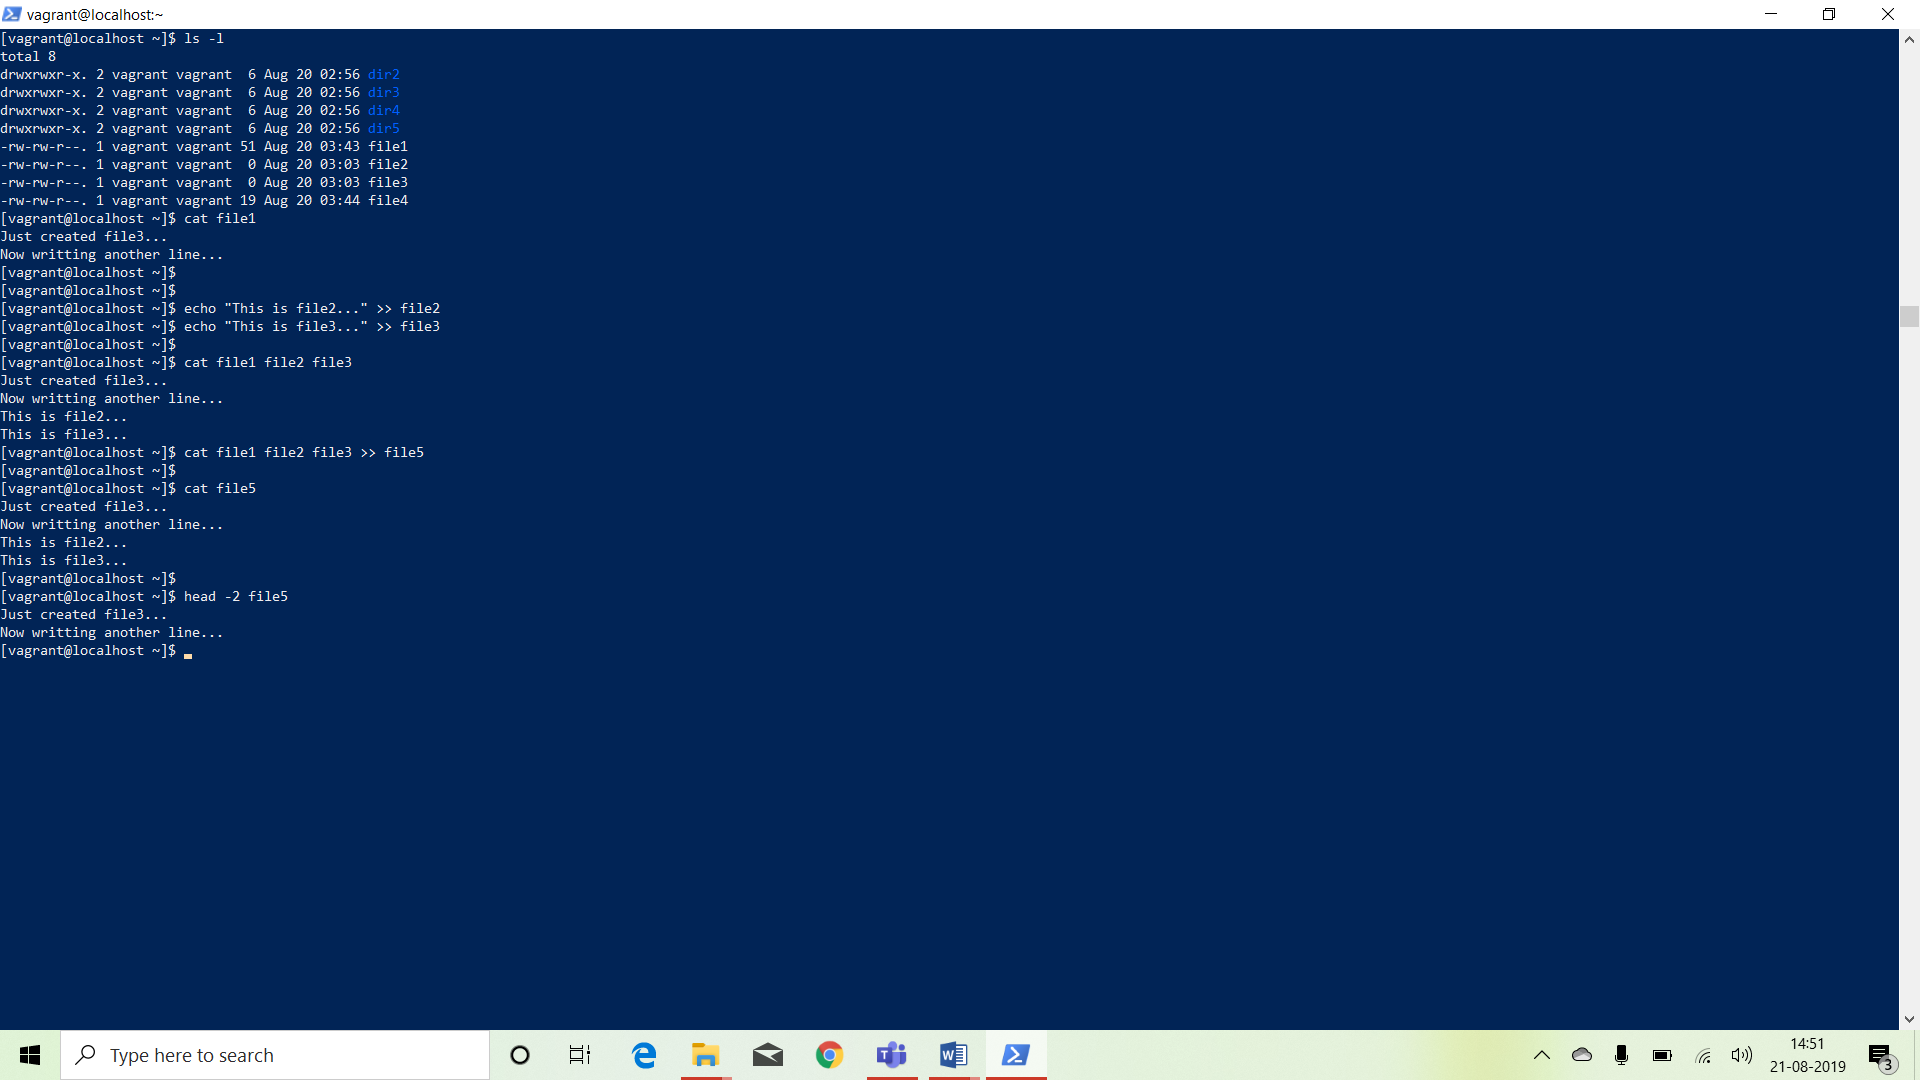 vagrant@localhost:~
[vagrant@localhost ~]$ ls -l
total 8
drwxrwxr-x. 2 vagrant vagrant  6 Aug 20 02:56 dir2
drwxrwxr-x. 2 vagrant vagrant  6 Aug 20 02:56 dir3
drwxrwxr-x. 2 vagrant vagrant  6 Aug 20 02:56 dir4
drwxrwxr-x. 2 vagrant vagrant  6 Aug 20 02:56 dir5
-rw-rw-r--. 1 vagrant vagrant 51 Aug 20 03:43 file1
-rw-rw-r--. 1 vagrant vagrant  0 Aug 20 03:03 file2
-rw-rw-r--. 1 vagrant vagrant  0 Aug 20 03:03 file3
-rw-rw-r--. 1 vagrant vagrant 19 Aug 20 03:44 file4
[vagrant@localhost ~]$ cat file1
Just created file3...
Now writting another line...
[vagrant@localhost ~]$
[vagrant@localhost ~]$
[vagrant@localhost ~]$ echo "This is file2..." >> file2
[vagrant@localhost ~]$ echo "This is file3..." >> file3
[vagrant@localhost ~]$
[vagrant@localhost ~]$ cat file1 file2 file3
Just created file3...
Now writting another line...
This is file2...
This is file3...
[vagrant@localhost ~]$ cat file1 file2 file3 >> file5
[vagrant@localhost ~]$
[vagrant@localhost ~]$ cat file5
Just created file3...
Now writting another line...
This is file2...
This is file3...
[vagrant@localhost ~]$
[vagrant@localhost ~]$ head -2 file5
Just created file3...
Now writting another line...
[vagrant@localhost ~]$
Type here to search
14:51
21-08-2019
3